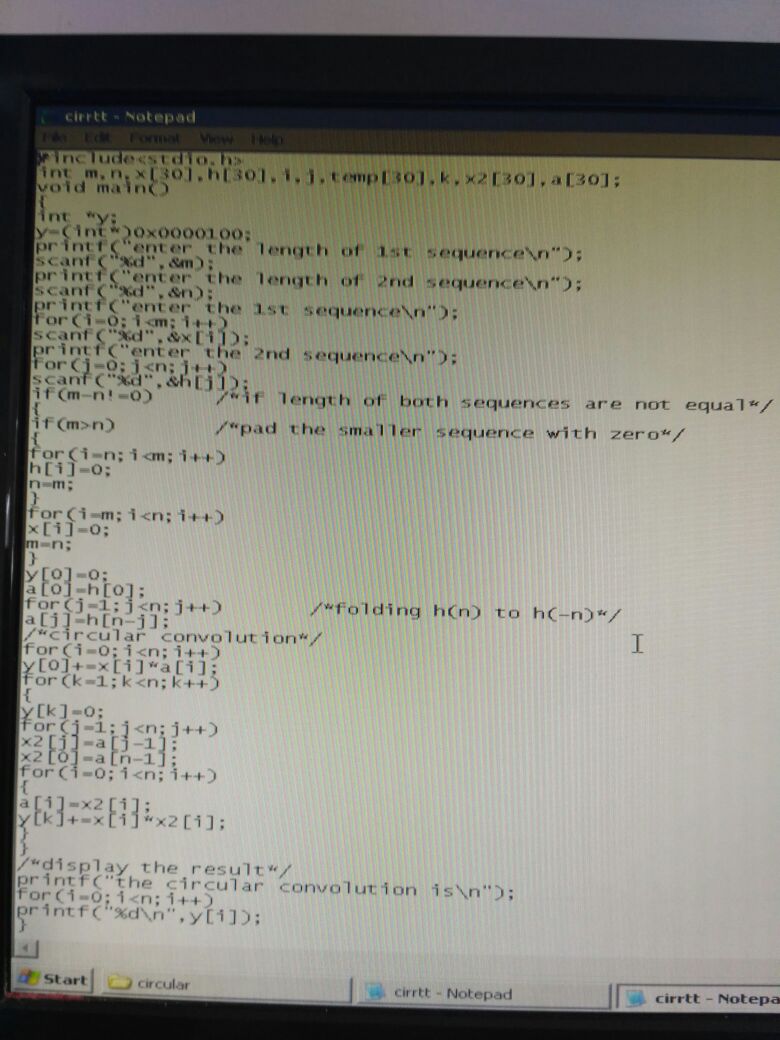 cirrtt - Notepad
File Edit Format View Help
#include<stdio.h>
int m,n,x[30],h[30],i,j,temp[30],k,x2[30],a[30];
void main()
{
int *y;
y=(int*)0x0000100;
printf("enter the length of 1st sequence\n");
scanf("%d",&m);
printf("enter the length of 2nd sequence\n");
scanf("%d",&n);
printf("enter the 1st sequence\n");
for(i=0;i<m;i++)
scanf("%d",&x[i]);
printf("enter the 2nd sequence\n");
for(j=0;j<n;j++)
scanf("%d",&h[j]);
if(m-n!=0) /*if length of both sequences are not equal*/
{
if(m>n) /*pad the smaller sequence with zero*/
{
for(i=n;i<m;i++)
h[i]=0;
n=m;
}
for(i=m;i<n;i++)
x[i]=0;
m=n;
}
y[0]=0;
a[0]=h[0];
for(j=1;j<n;j++) /*folding h(n) to h(-n)*/
a[j]=h[n-j];
/*circular convolution*/
for(i=0;i<n;i++)
y[0]+=x[i]*a[i];
for(k=1;k<n;k++)
{
y[k]=0;
for(j=1;j<n;j++)
x2[j]=a[j-1];
x2[0]=a[n-1];
for(i=0;i<n;i++)
{
a[i]=x2[i];
y[k]+=x[i]*x2[i];
}
}
/*display the result*/
printf("the circular convolution is\n");
for(i=0;i<n;i++)
printf("%d\n",y[i]);
}
Start circular cirrtt - Notepad cirrtt - Notepa